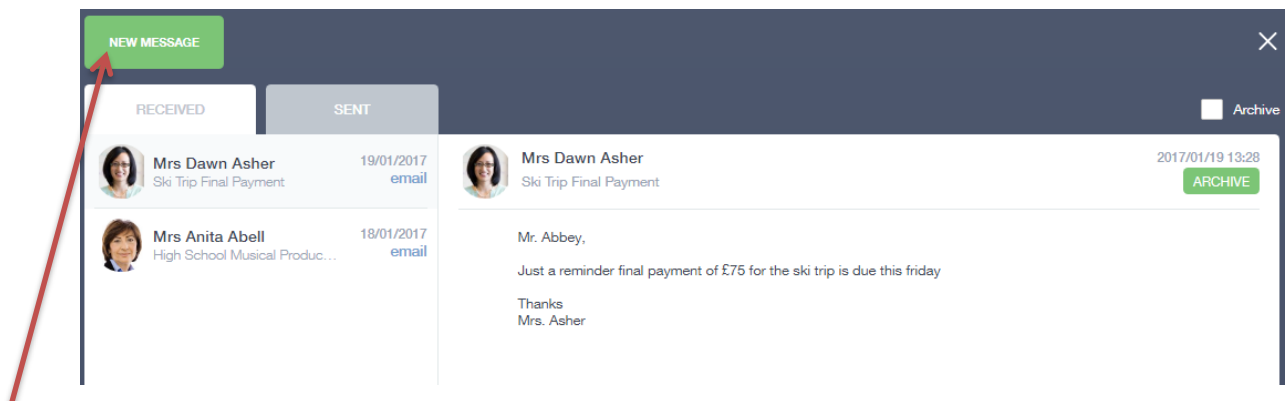 NEW MESSAGE
RECEIVED
SENT
Archive
Mrs Dawn Asher
19/01/2017
Ski Trip Final Payment
email
Mrs Anita Abell
18/01/2017
High School Musical Produc...
email
Mrs Dawn Asher
2017/01/19 13:28
Ski Trip Final Payment
ARCHIVE
Mr. Abbey,
Just a reminder final payment of £75 for the ski trip is due this friday
Thanks
Mrs. Asher